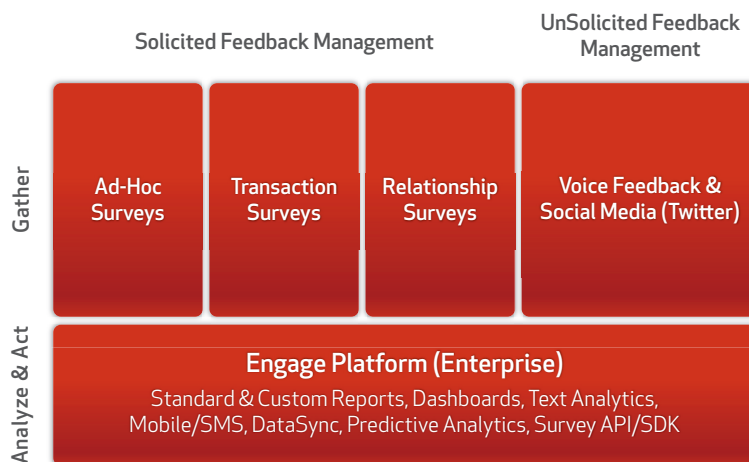 Solicited Feedback Management
UnSolicited Feedback
Management
Gather
Ad-Hoc
Surveys
Transaction
Surveys
Relationship
Surveys
Voice Feedback &
Social Media (Twitter)
Analyze & Act
Engage Platform (Enterprise)
Standard & Custom Reports, Dashboards, Text Analytics,
Mobile/SMS, DataSync, Predictive Analytics, Survey API/SDK